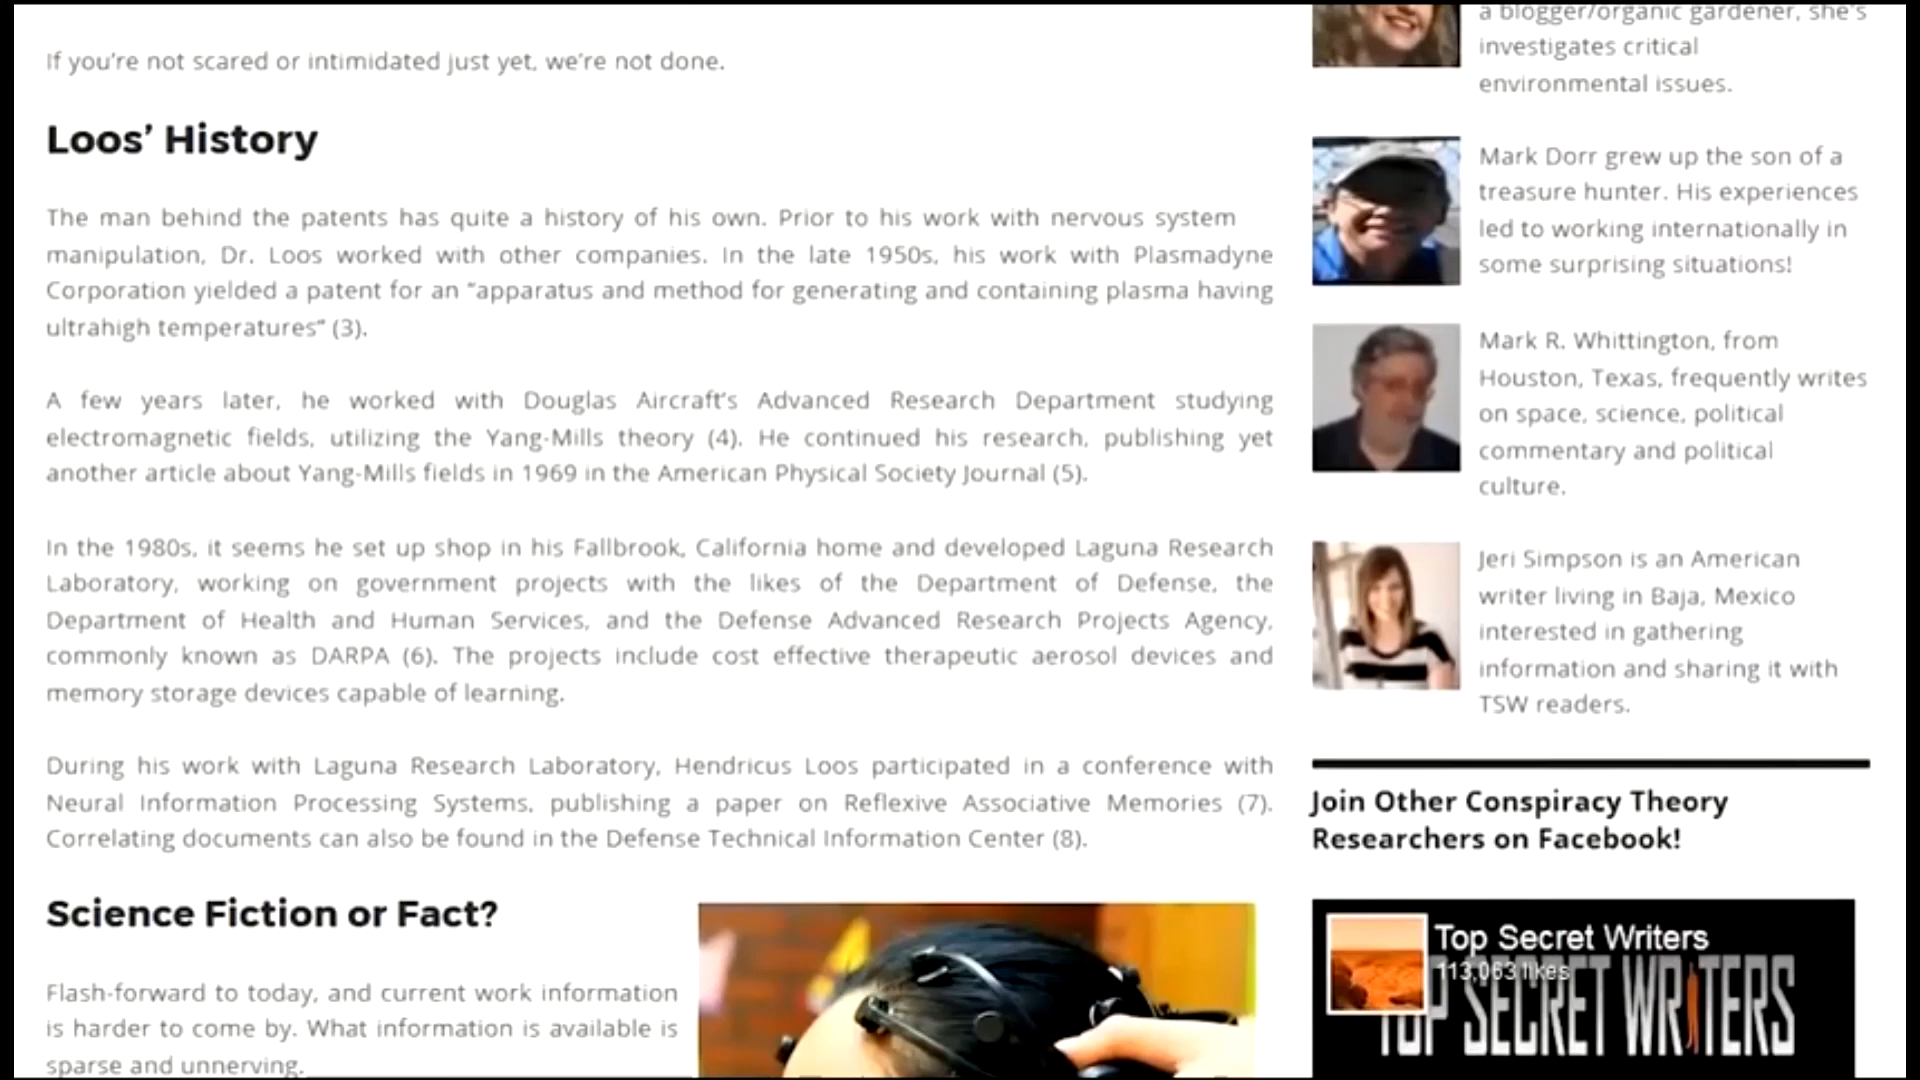 If you're not scared or intimidated just yet, we're not done.
Loos' History
The man behind the patents has quite a history of his own. Prior to his work with nervous system
manipulation, Dr. Loos worked with other companies. In the late 1950s, his work with Plasmadyne
Corporation yielded a patent for an "apparatus and method for generating and containing plasma having
ultrahigh temperatures" (3).
A few years later, he worked with Douglas Aircraft's Advanced Research Department studying
electromagnetic fields, utilizing the Yang-Mills theory (4). He continued his research, publishing yet
another article about Yang-Mills fields in 1969 in the American Physical Society Journal (5).
In the 1980s, it seems he set up shop in his Fallbrook, California home and developed Laguna Research
Laboratory, working on government projects with the likes of the Department of Defense, the
Department of Health and Human Services, and the Defense Advanced Research Projects Agency,
commonly known as DARPA (6). The projects include cost effective therapeutic aerosol devices and
memory storage devices capable of learning.
During his work with Laguna Research Laboratory, Hendricus Loos participated in a conference with
Neural Information Processing Systems, publishing a paper on Reflexive Associative Memories (7).
Correlating documents can also be found in the Defense Technical Information Center (8).
Science Fiction or Fact?
Flash-forward to today, and current work information
is harder to come by. What information is available is
sparse and unnerving.
a blogger/organic gardener, she's
investigates critical
environmental issues.
Mark Dorr grew up the son of a
treasure hunter. His experiences
led to working internationally in
some surprising situations!
Mark R. Whittington, from
Houston, Texas, frequently writes
on space, science, political
commentary and political
culture.
Jeri Simpson is an American
writer living in Baja, Mexico
interested in gathering
information and sharing it with
TSW readers.
Join Other Conspiracy Theory
Researchers on Facebook!
Top Secret Writers
113,063 likes
TOP SECRET WRITERS